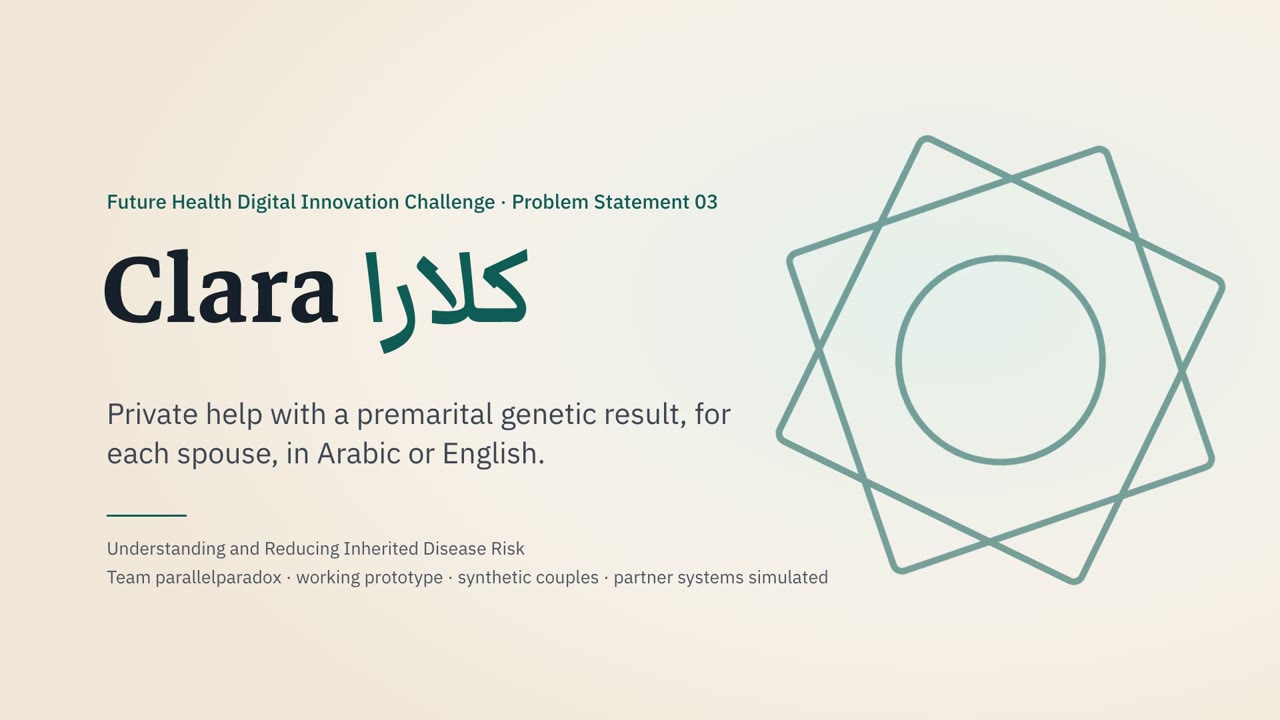 Future Health Digital Innovation Challenge · Problem Statement 03
Clara كلارا
Private help with a premarital genetic result, for
each spouse, in Arabic or English.
Understanding and Reducing Inherited Disease Risk
Team parallelparadox · working prototype · synthetic couples · partner systems simulated